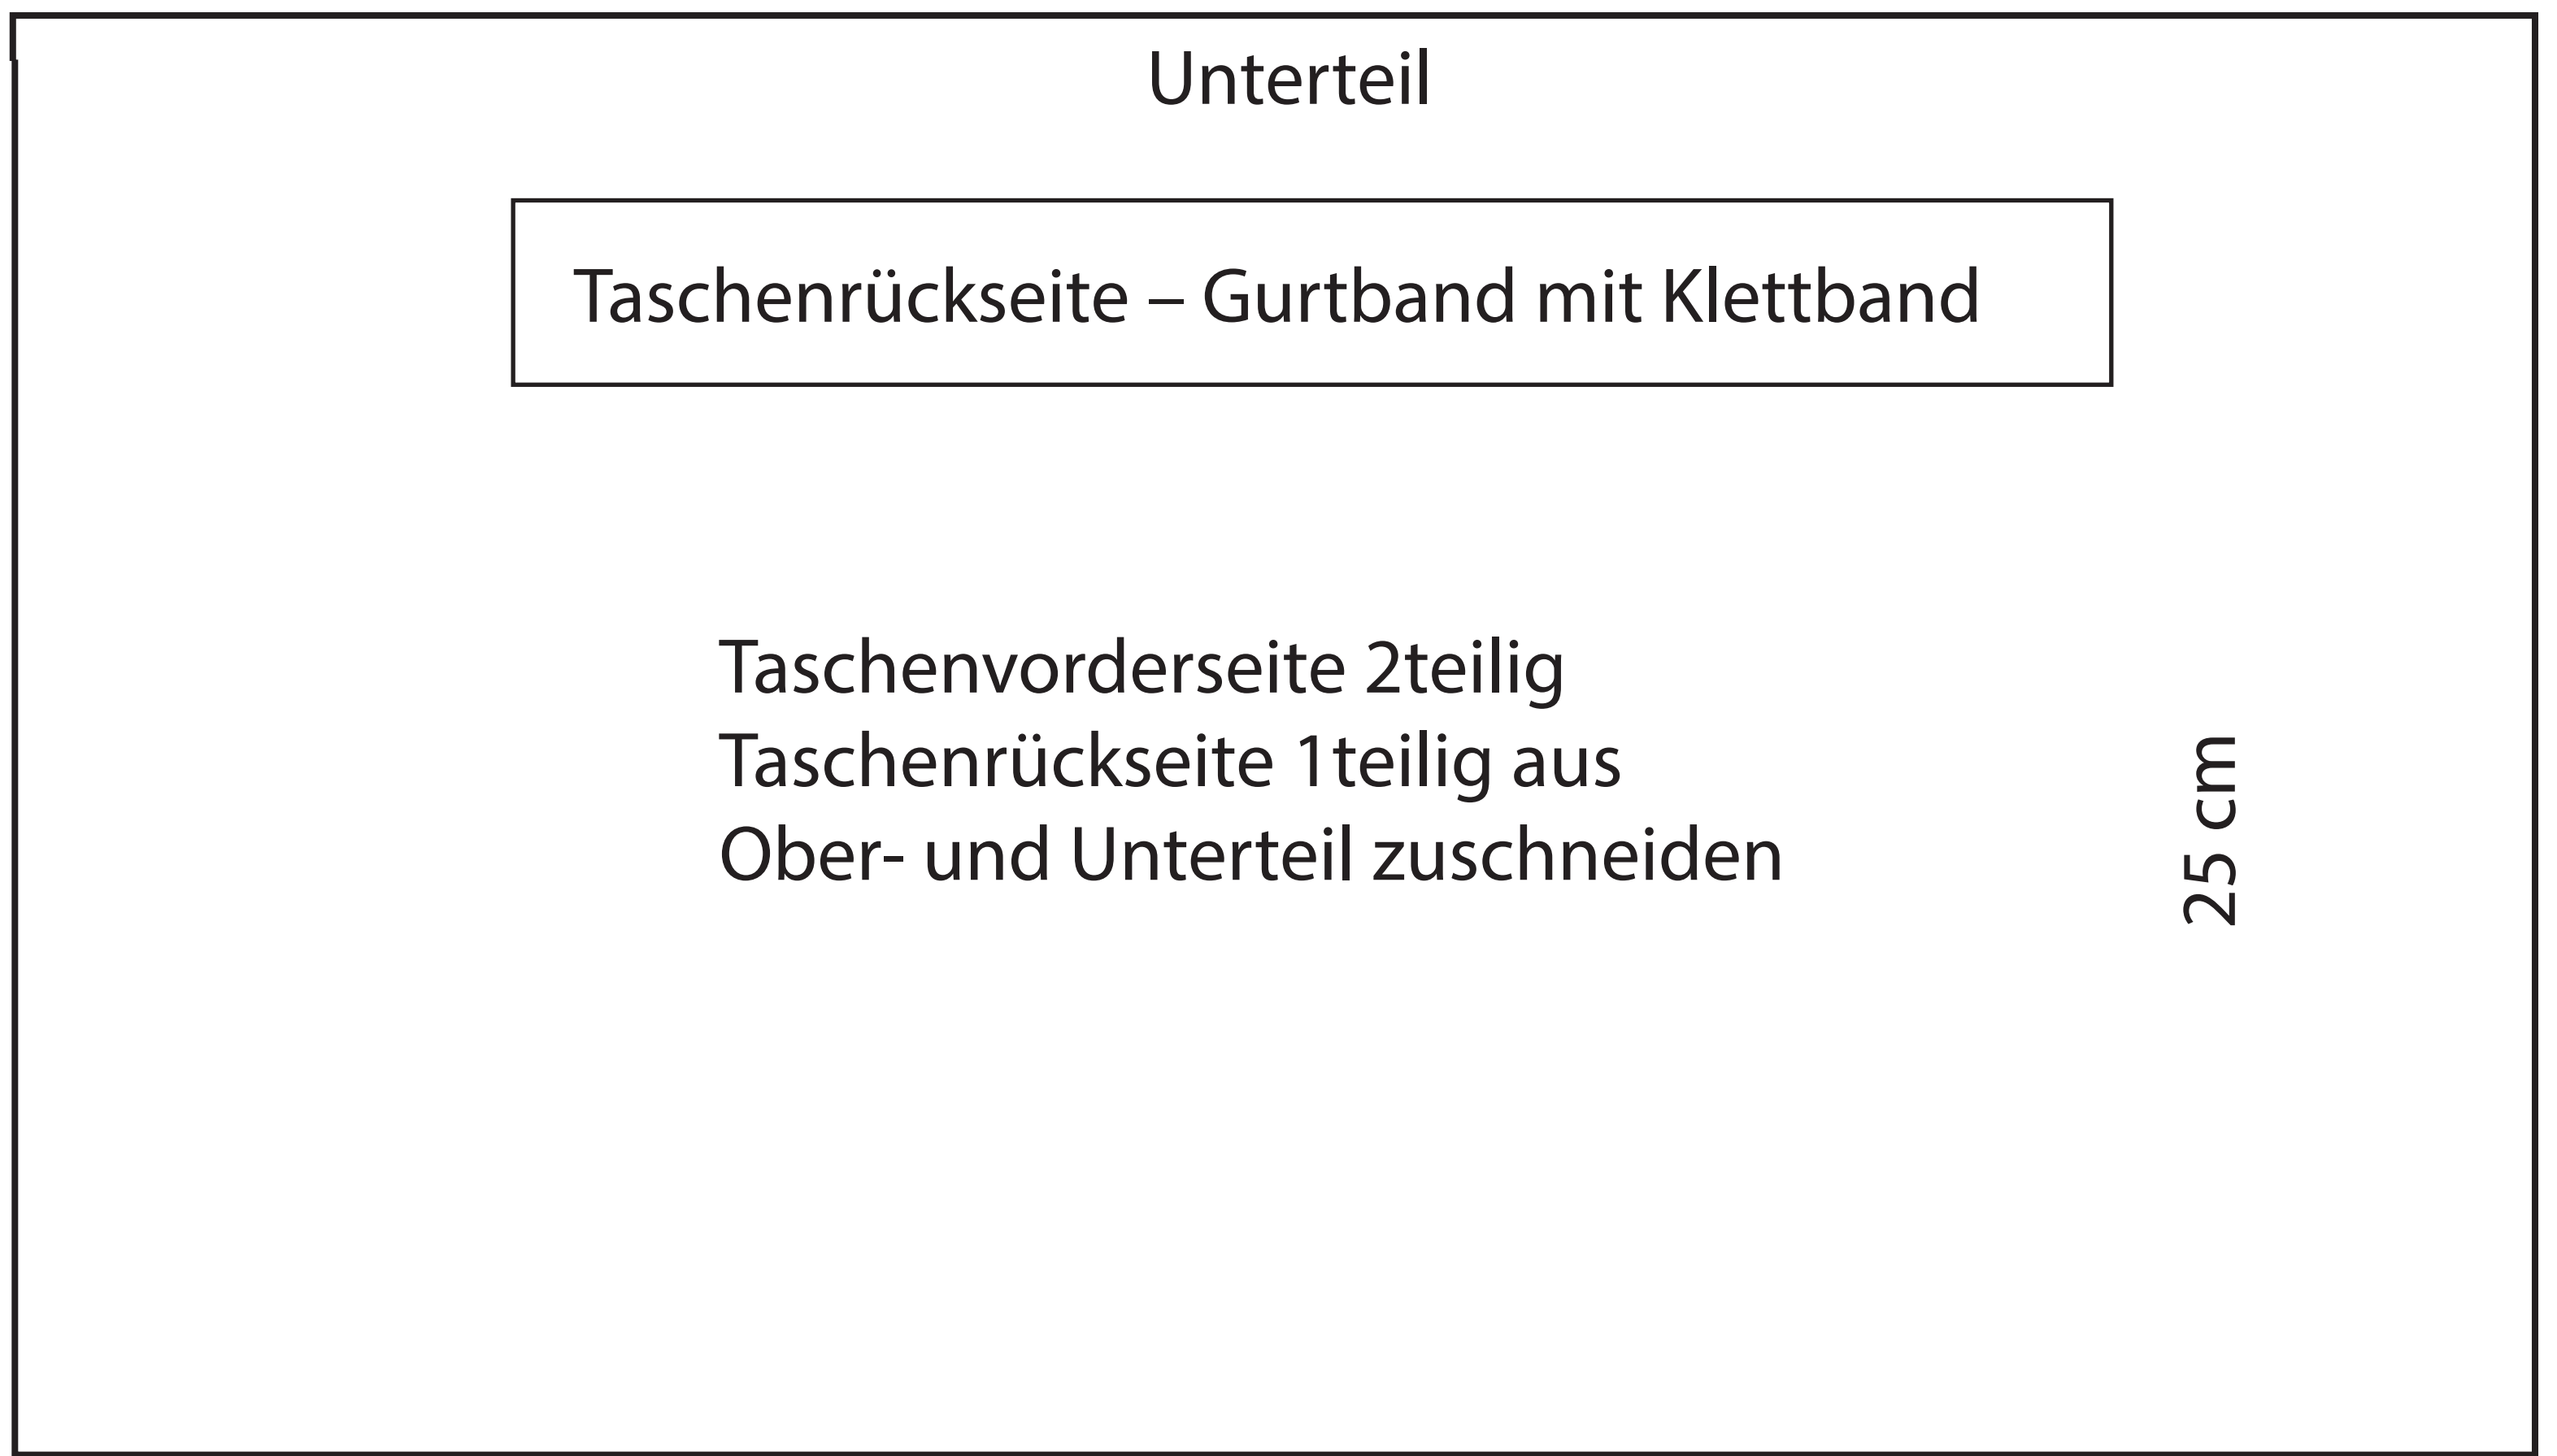 Unterteil
Taschenrückseite – Gurtband mit Klettband
Taschenvorderseite 2teilig
Taschenrückseite 1teilig aus
Ober- und Unterteil zuschneiden
25 cm